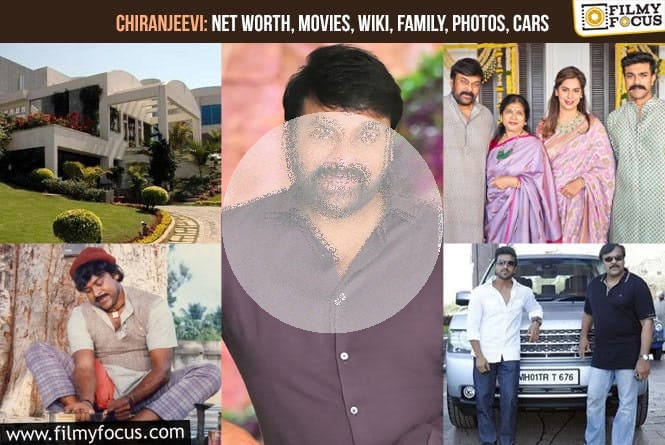 CHIRANJEEVI: NET WORTH, MOVIES, WIKI, FAMILY, PHOTOS, CARS
FILMY
FOCUS
MH01TR T 676
www.filmyfocus.com